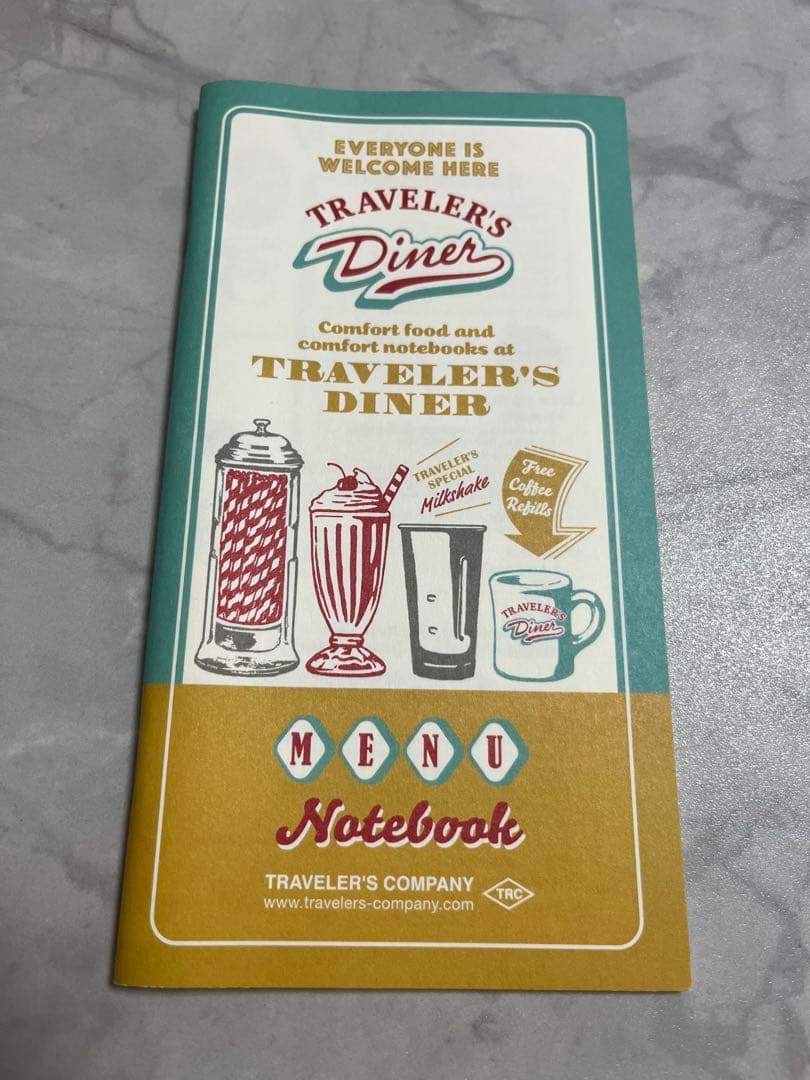 EVERYONE IS
WELCOME HERE
TRAVELER'S
Diner
Comfort food and
comfort notebooks at
TRAVELER'S
DINER
TRAVELER'S
SPECIAL
Milkshake
Free
Coffee
Refills
TRAVELER'S
Diner
MENU
Notebook
TRAVELER'S COMPANY
www.travelers-company.com
TRC